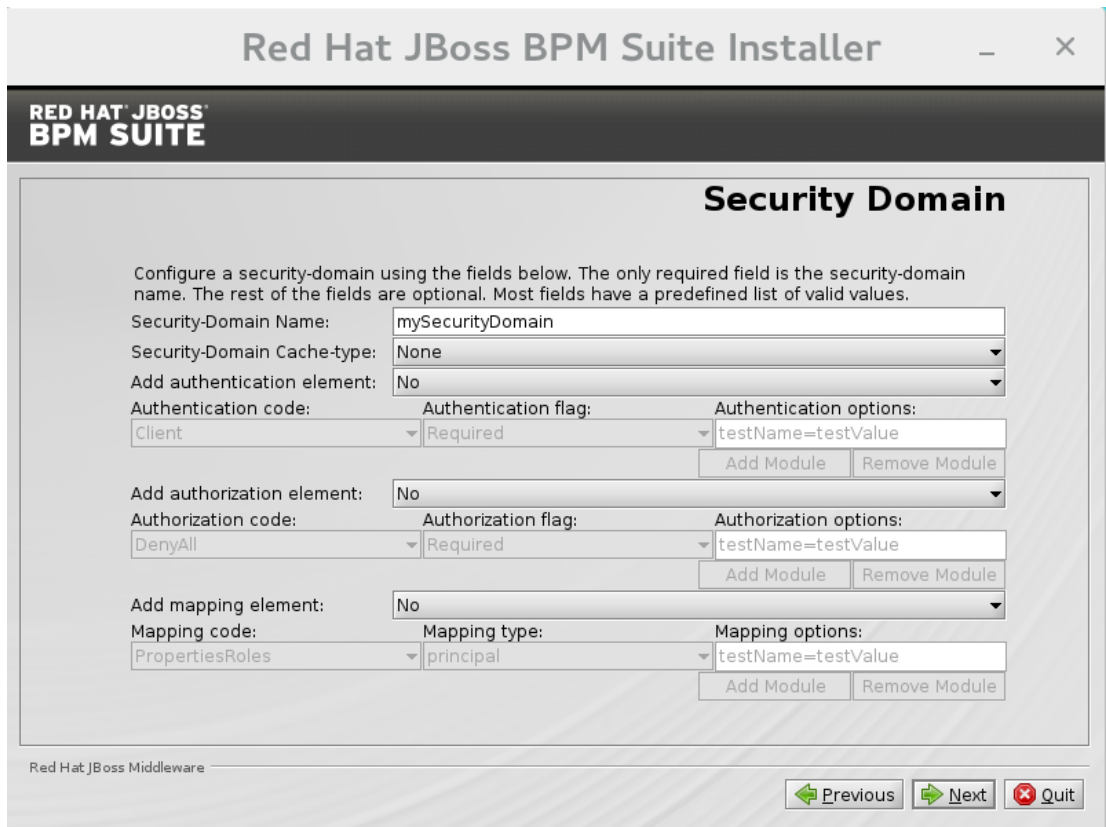 Red Hat JBoss BPM Suite Installer
RED HAT JBOSS
BPM SUITE
Security Domain
Configure a security-domain using the fields below. The only required field is the security-domain
name. The rest of the fields are optional. Most fields have a predefined list of valid values.
Security-Domain Name: mySecurityDomain
Security-Domain Cache-type: None
Add authentication element: No
Authentication code: Authentication flag: Authentication options:
Client Required testName=testValue
Add Module Remove Module
Add authorization element: No
Authorization code: Authorization flag: Authorization options:
DenyAll Required testName=testValue
Add Module Remove Module
Add mapping element: No
Mapping code: Mapping type: Mapping options:
PropertiesRoles principal testName=testValue
Add Module Remove Module
Red Hat JBoss Middleware
Previous Next Quit